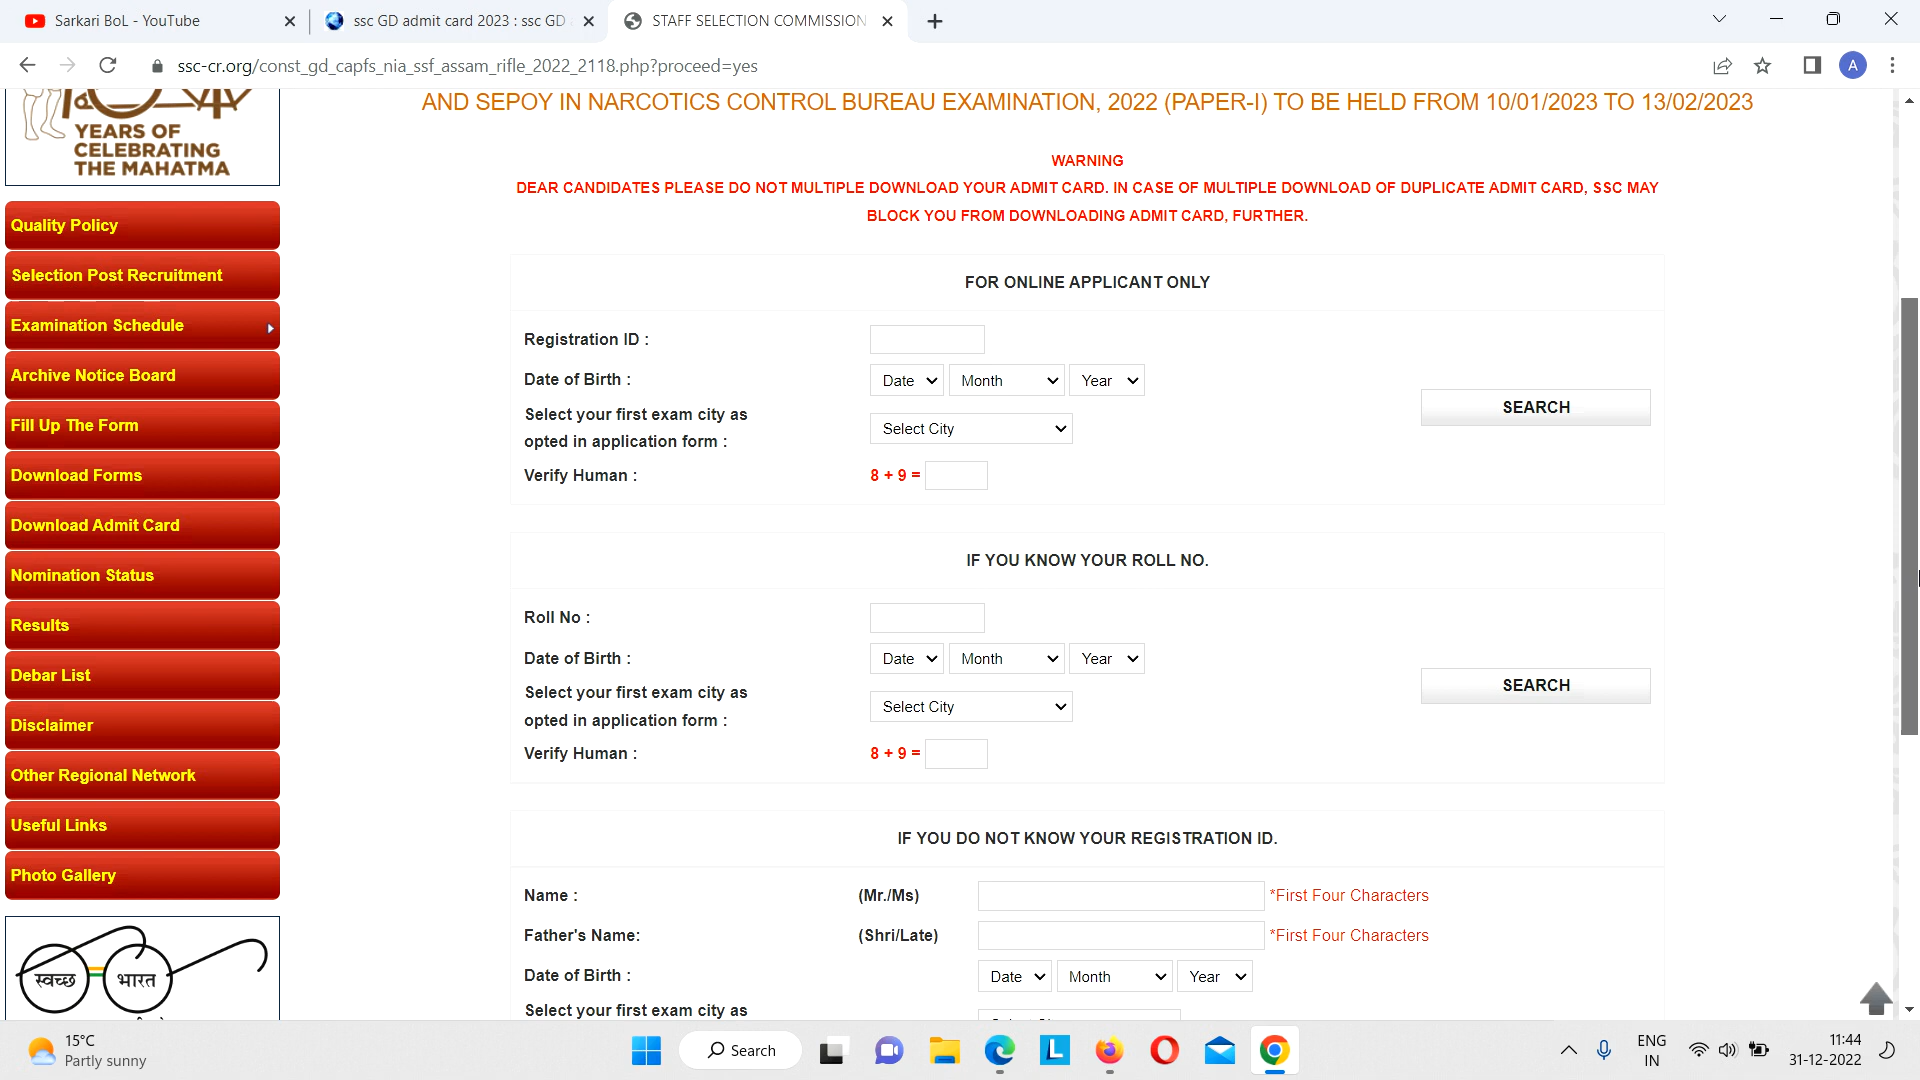 Sarkari BoL - YouTube
ssc GD admit card 2023 : ssc GD
STAFF SELECTION COMMISSION
ssc-cr.org/const_gd_capfs_nia_ssf_assam_rifle_2022_2118.php?proceed=yes
A
YEARS OF
CELEBRATING
THE MAHATMA
AND SEPOY IN NARCOTICS CONTROL BUREAU EXAMINATION, 2022 (PAPER-I) TO BE HELD FROM 10/01/2023 TO 13/02/2023
WARNING
DEAR CANDIDATES PLEASE DO NOT MULTIPLE DOWNLOAD YOUR ADMIT CARD. IN CASE OF MULTIPLE DOWNLOAD OF DUPLICATE ADMIT CARD, SSC MAY
BLOCK YOU FROM DOWNLOADING ADMIT CARD, FURTHER.
Quality Policy
Selection Post Recruitment
Examination Schedule
Archive Notice Board
Fill Up The Form
Download Forms
Download Admit Card
Nomination Status
Results
Debar List
Disclaimer
Other Regional Network
Useful Links
Photo Gallery
स्वच्छ भारत
FOR ONLINE APPLICANT ONLY
Registration ID :
Date of Birth : Date Month Year
Select your first exam city as
opted in application form : Select City
SEARCH
Verify Human : 8 + 9 =
IF YOU KNOW YOUR ROLL NO.
Roll No :
Date of Birth : Date Month Year
Select your first exam city as
opted in application form : Select City
SEARCH
Verify Human : 8 + 9 =
IF YOU DO NOT KNOW YOUR REGISTRATION ID.
Name : (Mr./Ms) *First Four Characters
Father's Name: (Shri/Late) *First Four Characters
Date of Birth : Date Month Year
Select your first exam city as
15°C
Partly sunny
Search
L
ENG
IN
11:44
31-12-2022